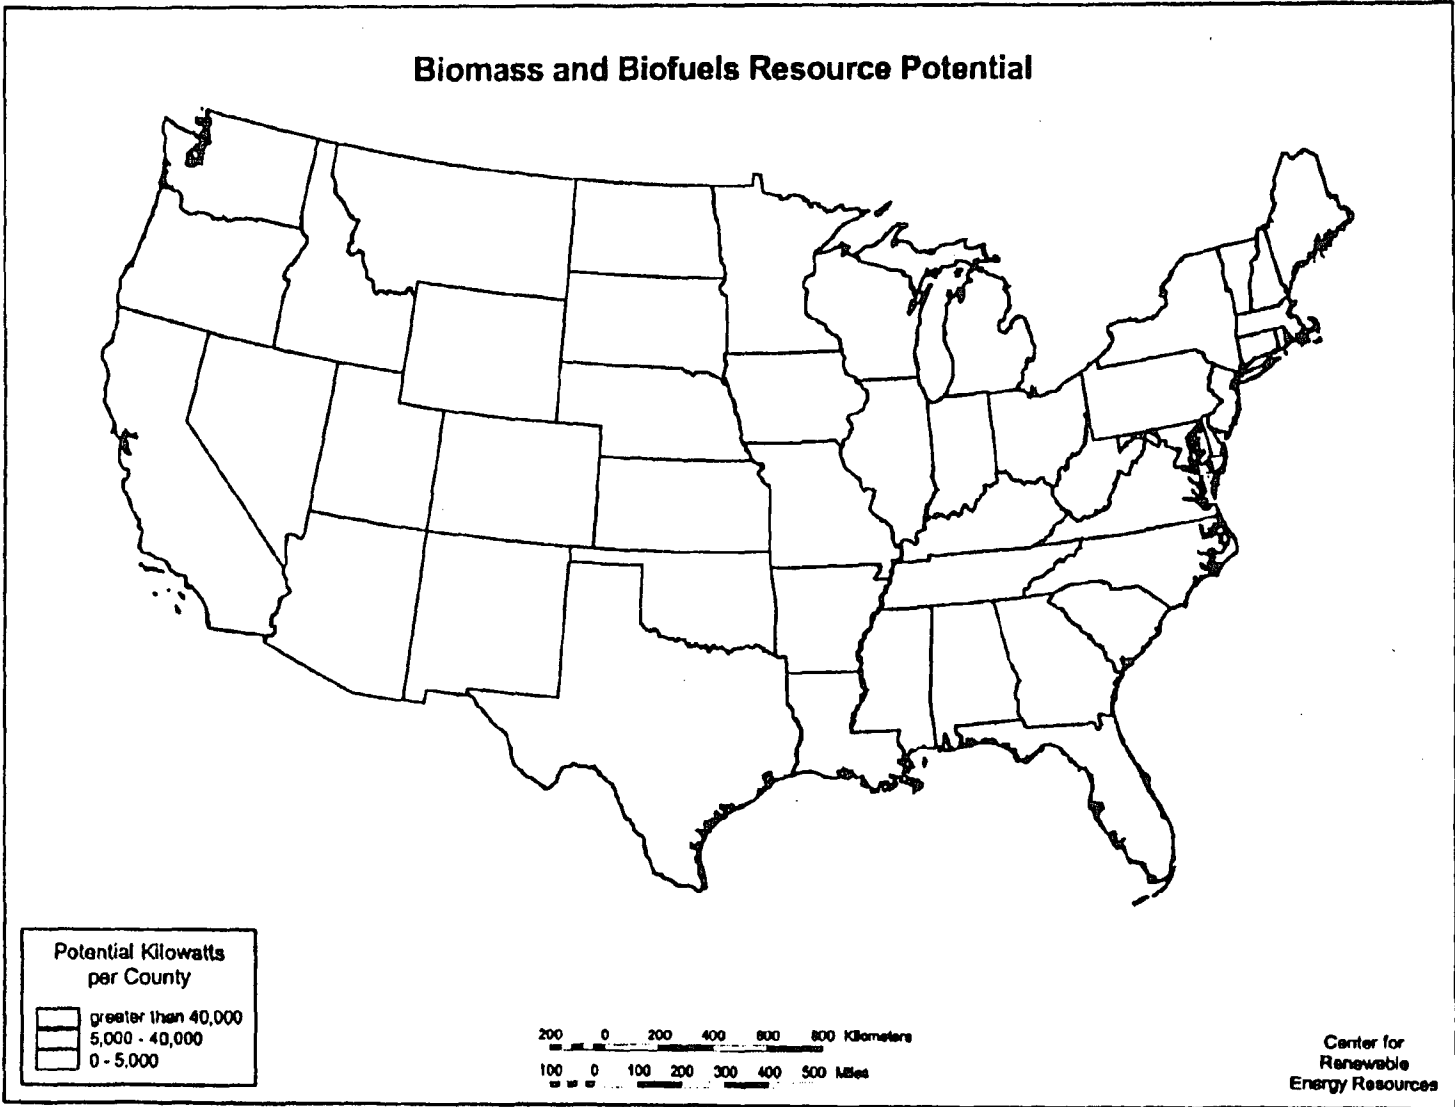 Biomass and Biofuels Resource Potential
Potential Kilowatts
per County
greater than 40,000
5,000 - 40,000
0 - 5,000
200 0 200 400 600 800 Kilometers
100 0 100 200 300 400 500 Miles
Center for
Renewable
Energy Resources